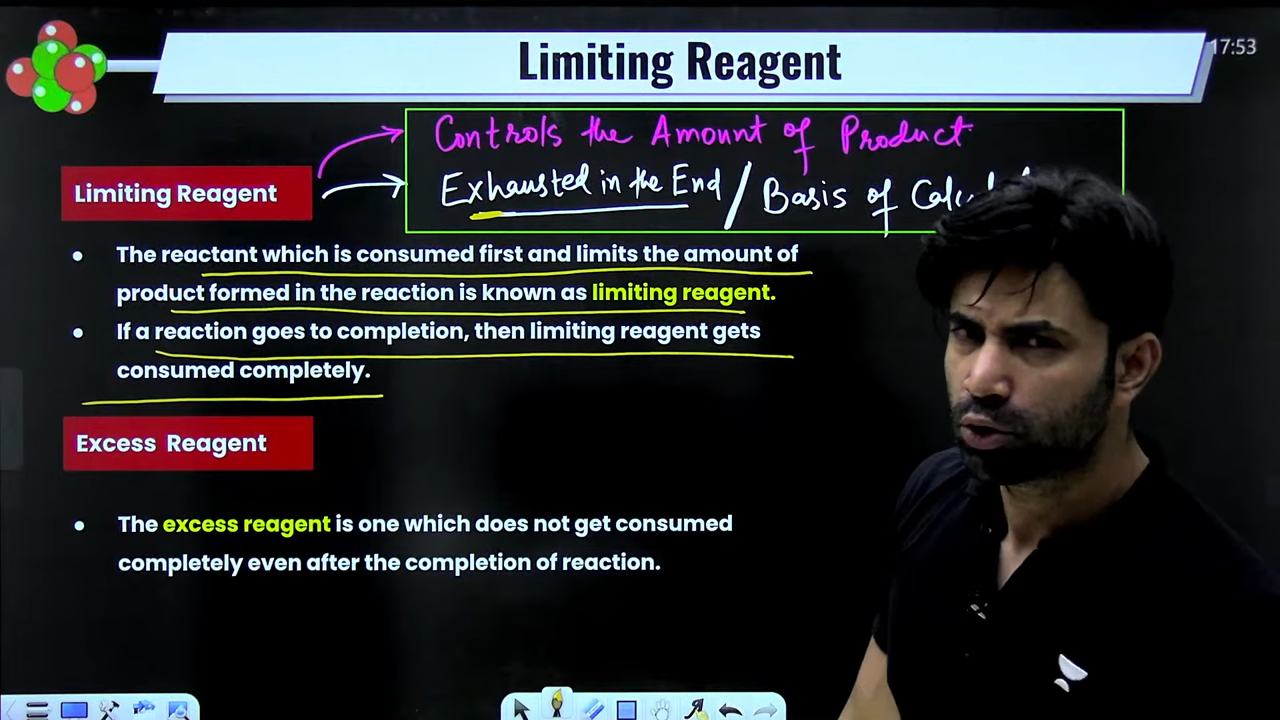 Limiting Reagent
17:53
Controls the Amount of Product
Limiting Reagent
Exhausted in the End / Basis of
• The reactant which is consumed first and limits the amount of
product formed in the reaction is known as limiting reagent.
• If a reaction goes to completion, then limiting reagent gets
consumed completely.
Excess Reagent
• The excess reagent is one which does not get consumed
completely even after the completion of reaction.